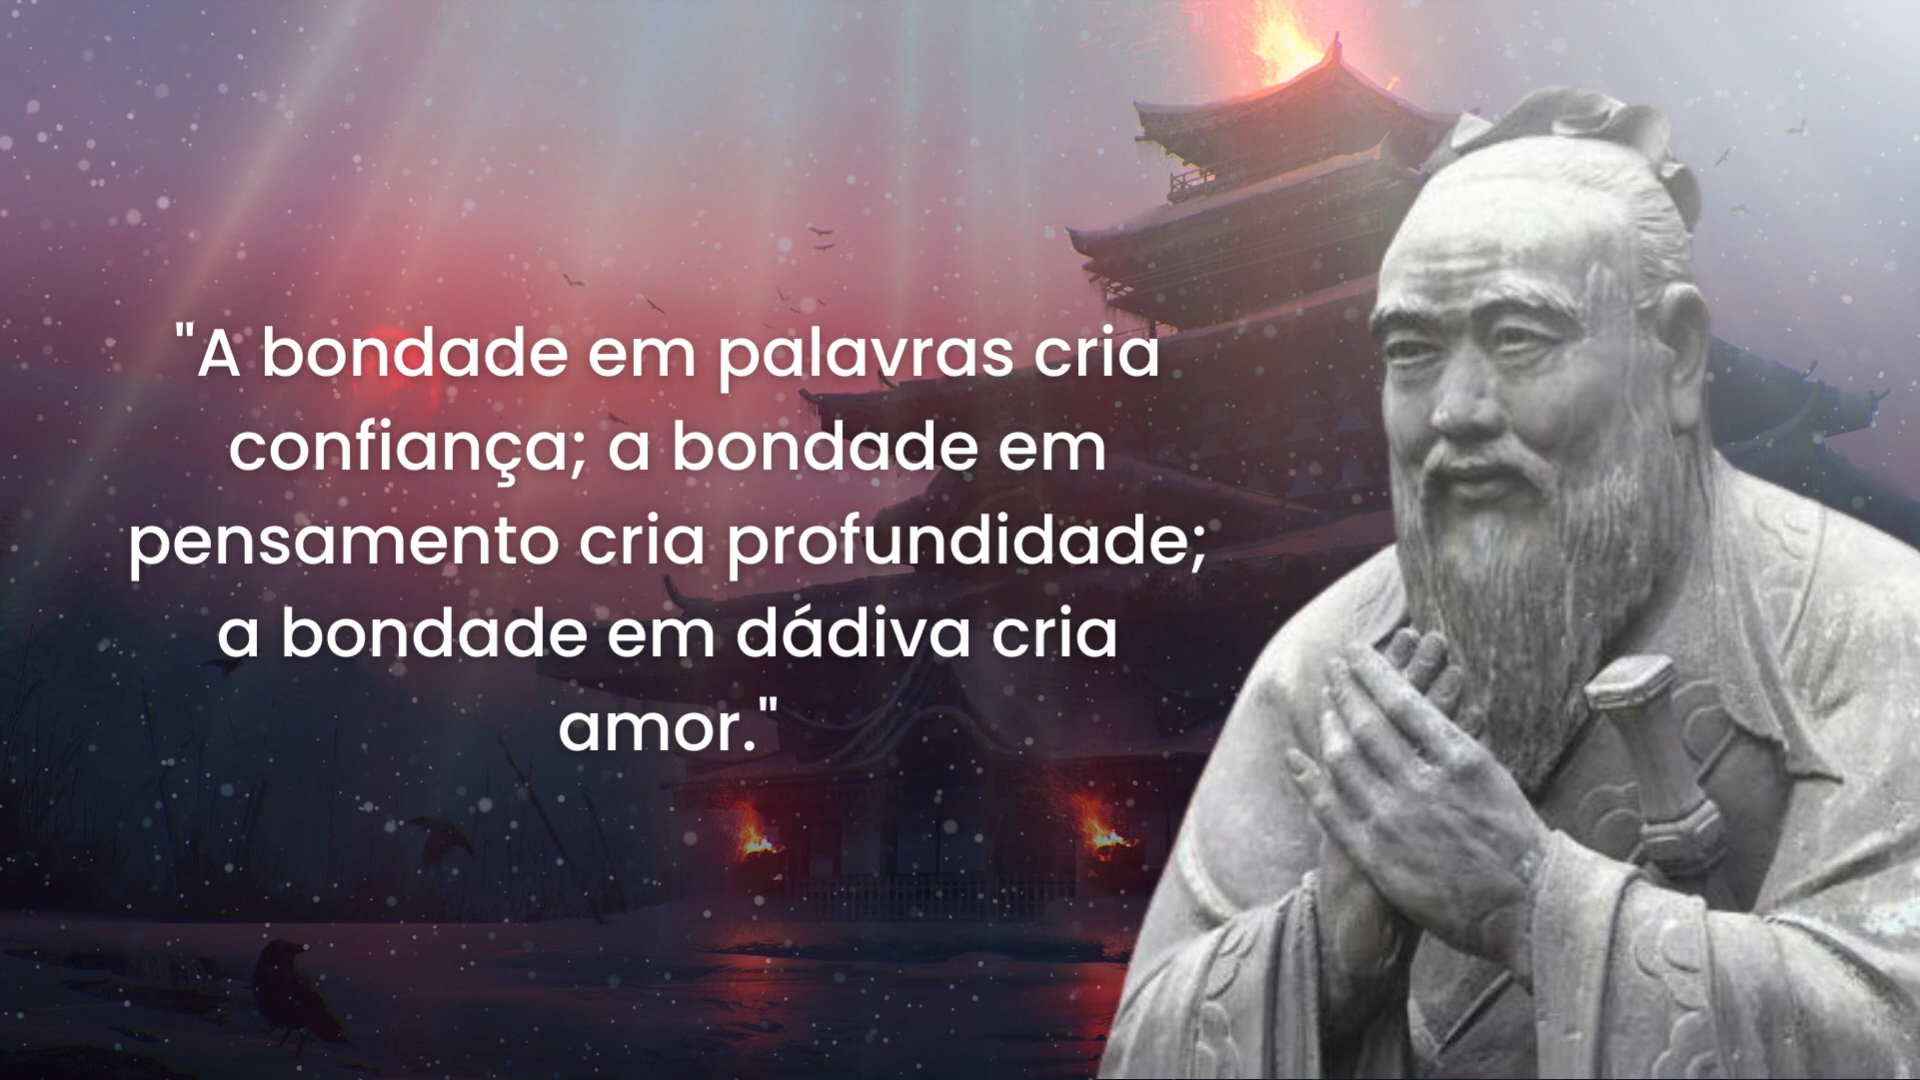 "A bondade em palavras cria
confiança; a bondade em
pensamento cria profundidade;
a bondade em dádiva cria
amor."